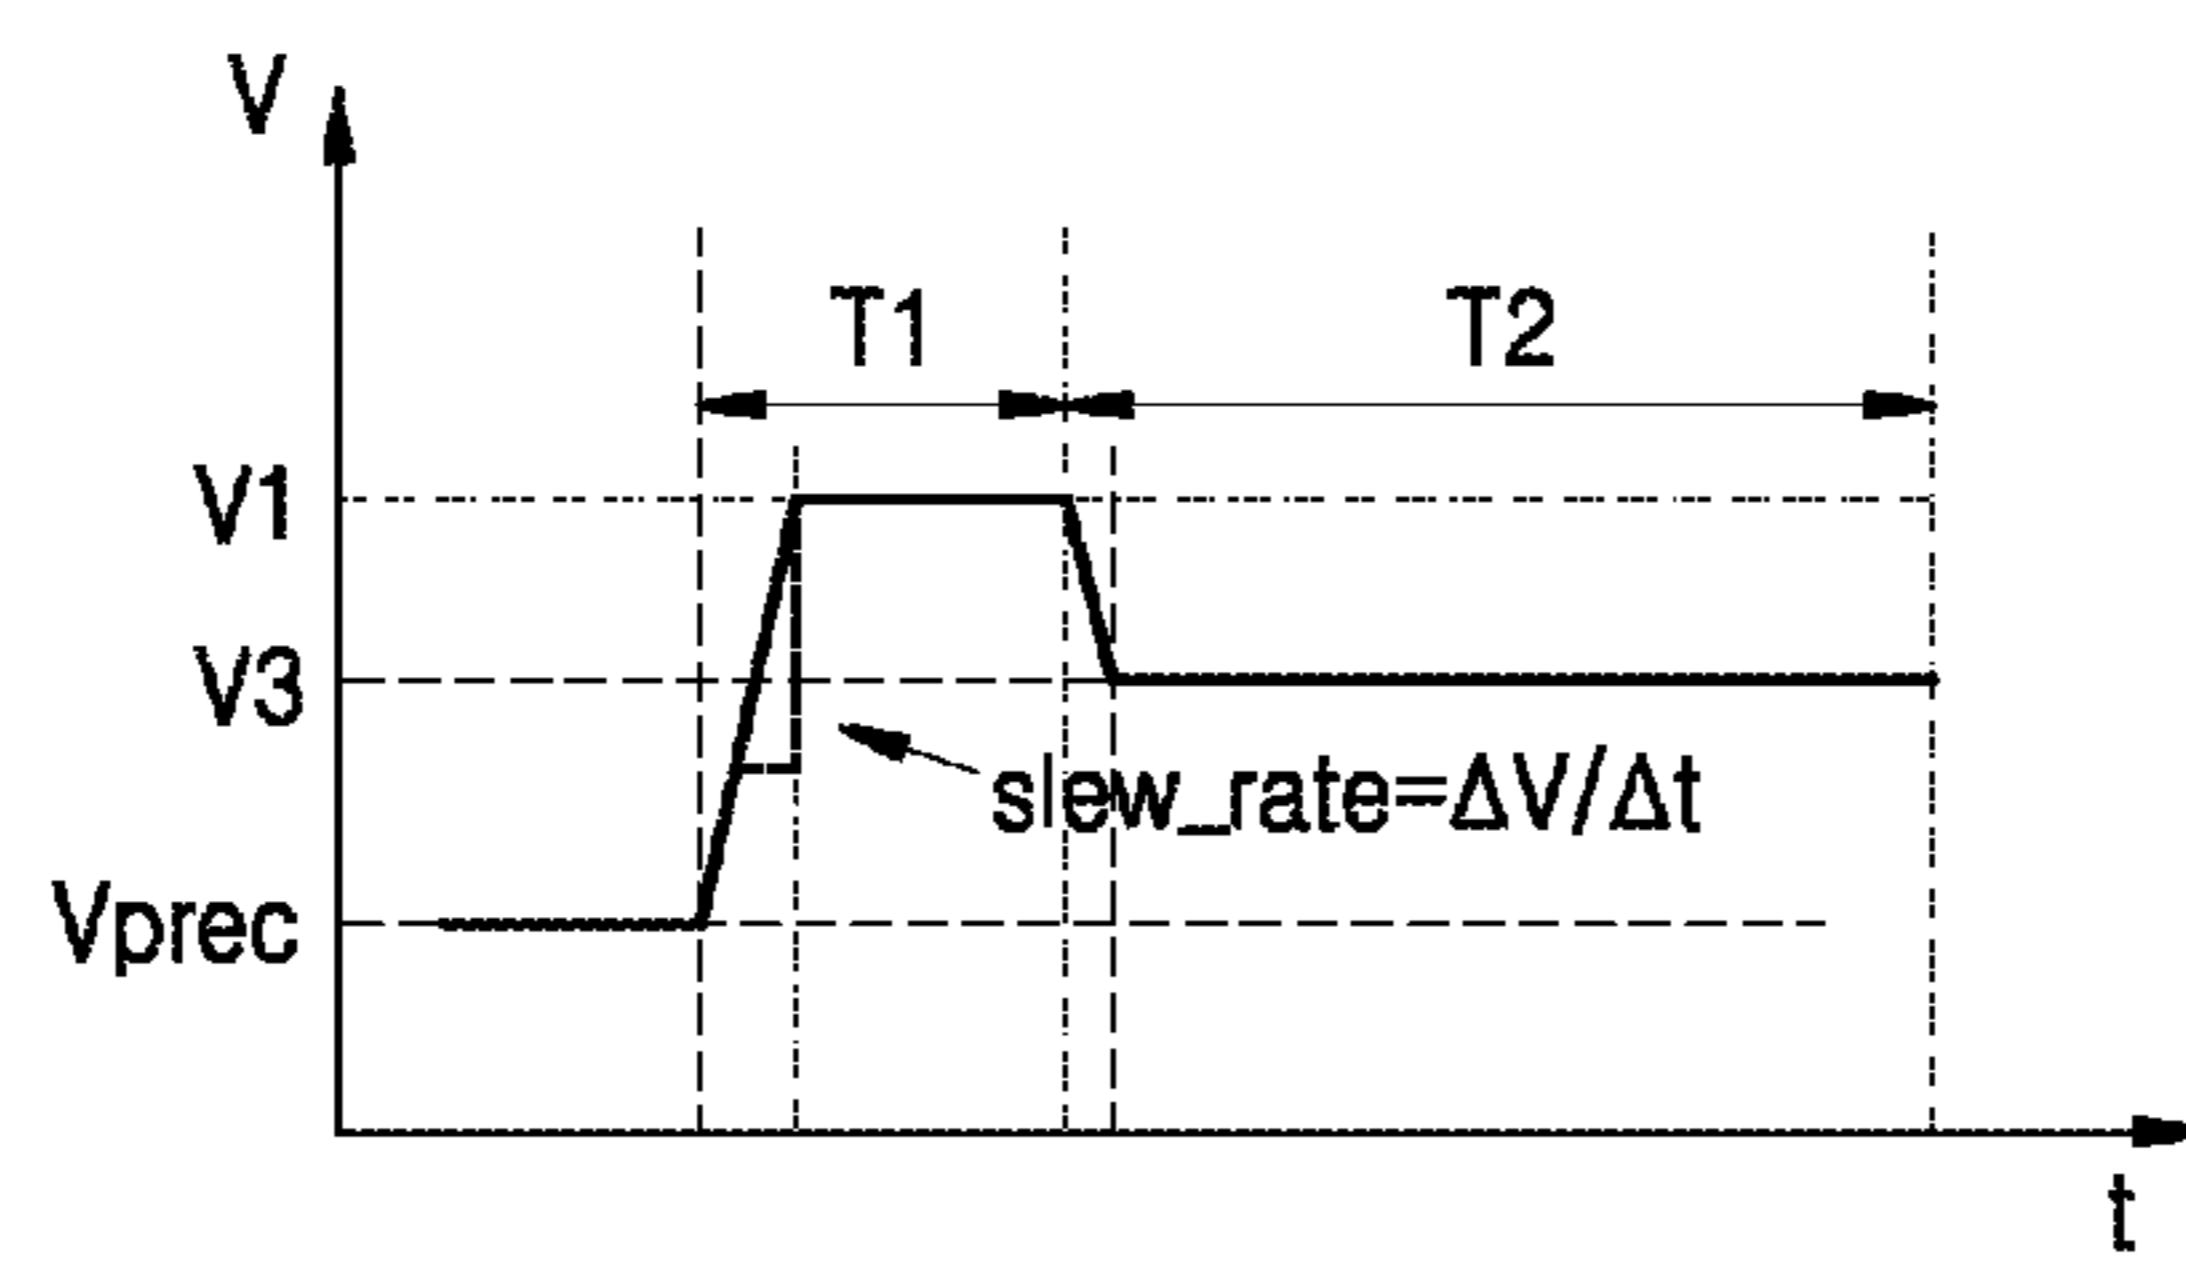 V
T1
T2
V1
V3
slew_rate=ΔV/Δt
Vprec
t